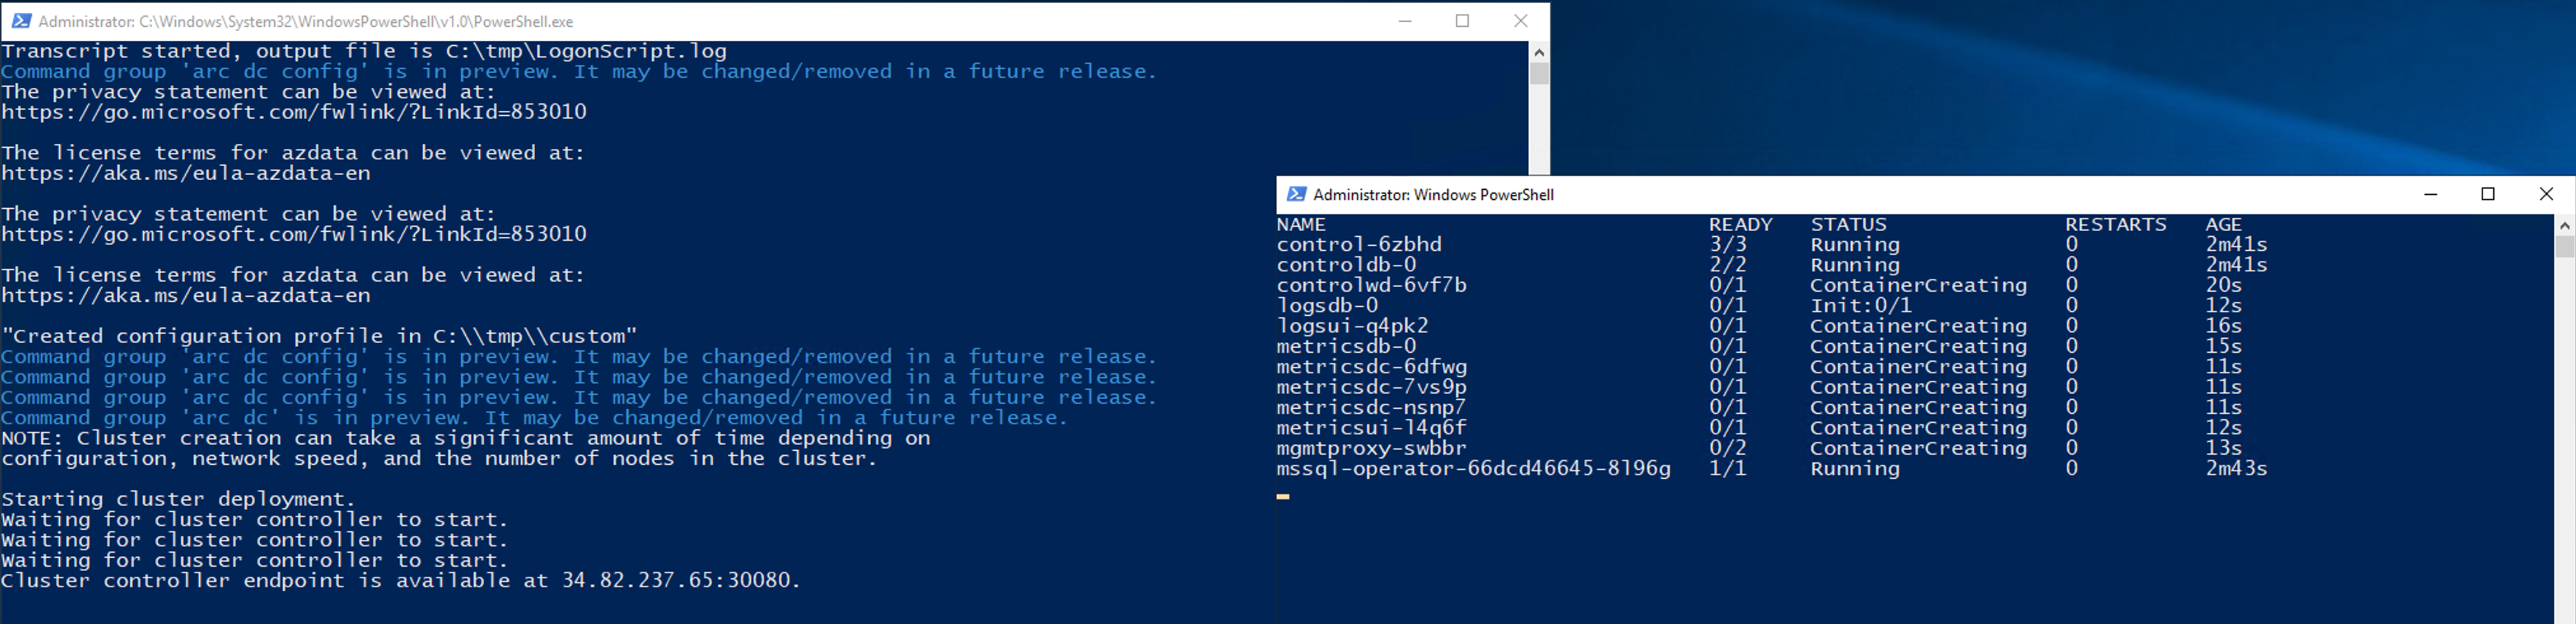 Administrator: C:\Windows\System32\WindowsPowerShell\v1.0\PowerShell.exe
Transcript started, output file is C:\tmp\LogonScript.log
Command group 'arc dc config' is in preview. It may be changed/removed in a future release.
The privacy statement can be viewed at:
https://go.microsoft.com/fwlink/?LinkId=853010
The license terms for azdata can be viewed at:
https://aka.ms/eula-azdata-en
The privacy statement can be viewed at:
https://go.microsoft.com/fwlink/?LinkId=853010
The license terms for azdata can be viewed at:
https://aka.ms/eula-azdata-en
"Created configuration profile in C:\\tmp\\custom"
Command group 'arc dc config' is in preview. It may be changed/removed in a future release.
Command group 'arc dc config' is in preview. It may be changed/removed in a future release.
Command group 'arc dc config' is in preview. It may be changed/removed in a future release.
Command group 'arc dc' is in preview. It may be changed/removed in a future release.
NOTE: Cluster creation can take a significant amount of time depending on
configuration, network speed, and the number of nodes in the cluster.
Starting cluster deployment.
Waiting for cluster controller to start.
Waiting for cluster controller to start.
Waiting for cluster controller to start.
Cluster controller endpoint is available at 34.82.237.65:30080.
Administrator: Windows PowerShell
NAME READY STATUS RESTARTS AGE
control-6zbhd 3/3 Running 0 2m41s
controldb-0 2/2 Running 0 2m41s
controlwd-6vf7b 0/1 ContainerCreating 0 20s
logsdb-0 0/1 Init:0/1 0 12s
logsui-q4pk2 0/1 ContainerCreating 0 16s
metricsdb-0 0/1 ContainerCreating 0 15s
metricsdc-6dfwg 0/1 ContainerCreating 0 11s
metricsdc-7vs9p 0/1 ContainerCreating 0 11s
metricsdc-nsnp7 0/1 ContainerCreating 0 11s
metricsui-l4q6f 0/1 ContainerCreating 0 12s
mgmtproxy-swbbr 0/2 ContainerCreating 0 13s
mssql-operator-66dcd46645-8l96g 1/1 Running 0 2m43s